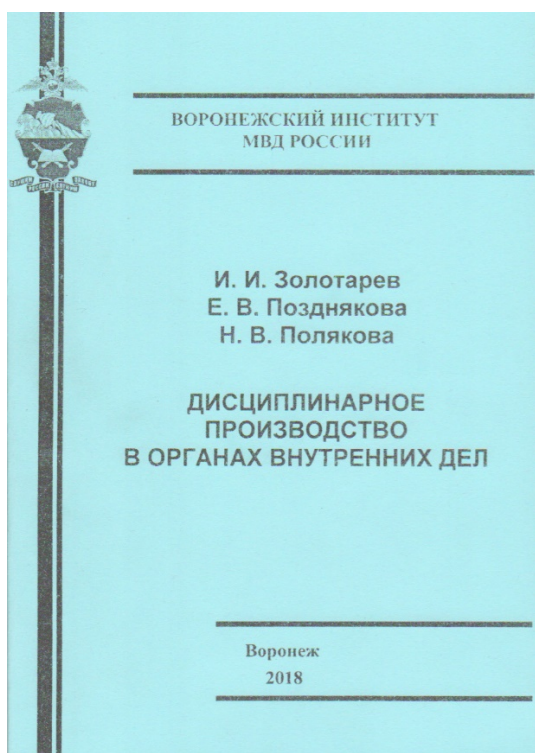 ВОРОНЕЖСКИЙ ИНСТИТУТ
МВД РОССИИ
И. И. Золотарев
Е. В. Позднякова
Н. В. Полякова
ДИСЦИПЛИНАРНОЕ
ПРОИЗВОДСТВО
В ОРГАНАХ ВНУТРЕННИХ ДЕЛ
Воронеж
2018